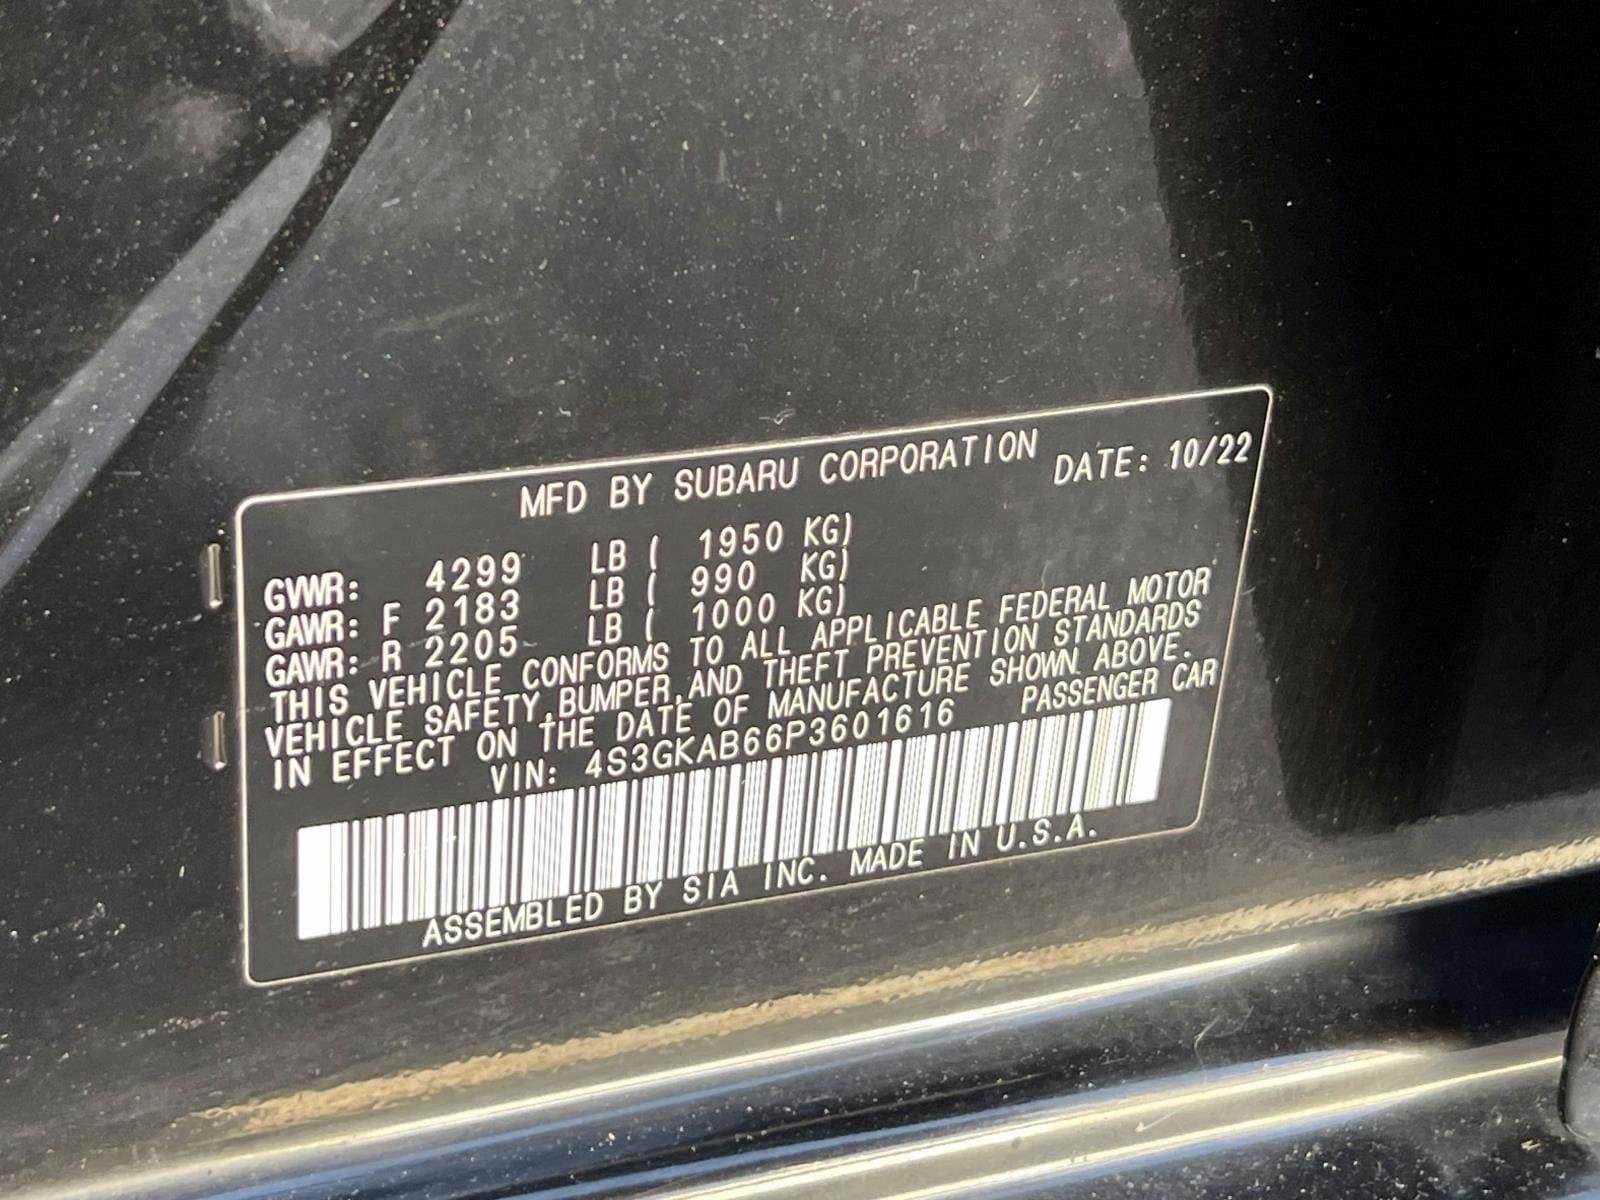 MFD BY SUBARU CORPORATION DATE: 10/22
GVWR: 4299 LB ( 1950 KG)
GAWR: F 2183 LB ( 990 KG)
GAWR: R 2205 LB ( 1000 KG)
THIS VEHICLE CONFORMS TO ALL APPLICABLE FEDERAL MOTOR
VEHICLE SAFETY,BUMPER,AND THEFT PREVENTION STANDARDS
IN EFFECT ON THE DATE OF MANUFACTURE SHOWN ABOVE.
VIN: 4S3GKAB66P3601616 PASSENGER CAR
ASSEMBLED BY SIA INC. MADE IN U.S.A.